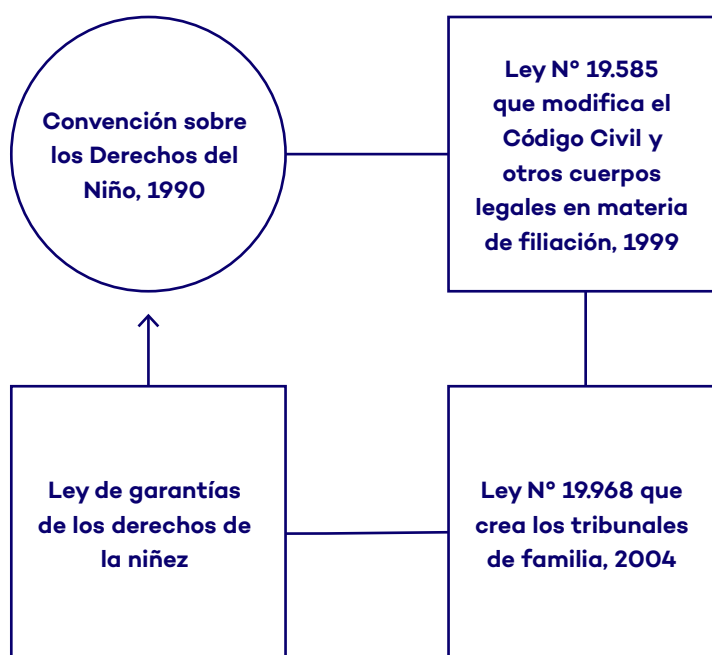 Convención sobre
los Derechos del
Niño, 1990
Ley N° 19.585
que modifica el
Código Civil y
otros cuerpos
legales en materia
de filiación, 1999
Ley de garantías
de los derechos de
la niñez
Ley N° 19.968 que
crea los tribunales
de familia, 2004